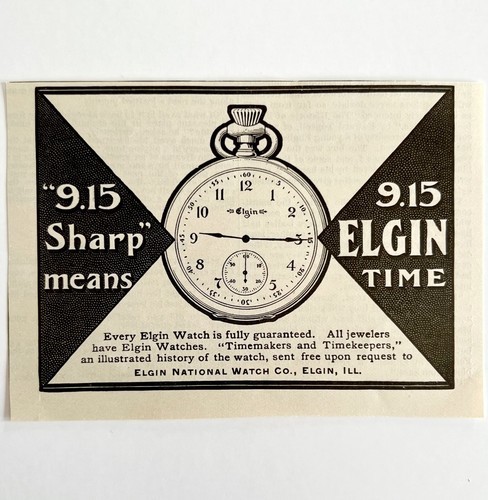 "9.15
Sharp"
means
9.15
ELGIN
TIME
60
12
11
1
10
2
Elgin
9
3
8
4
7
5
6
Every Elgin Watch is fully guaranteed. All jewelers
have Elgin Watches. "Timemakers and Timekeepers,"
an illustrated history of the watch, sent free upon request to
ELGIN NATIONAL WATCH CO., ELGIN, ILL.